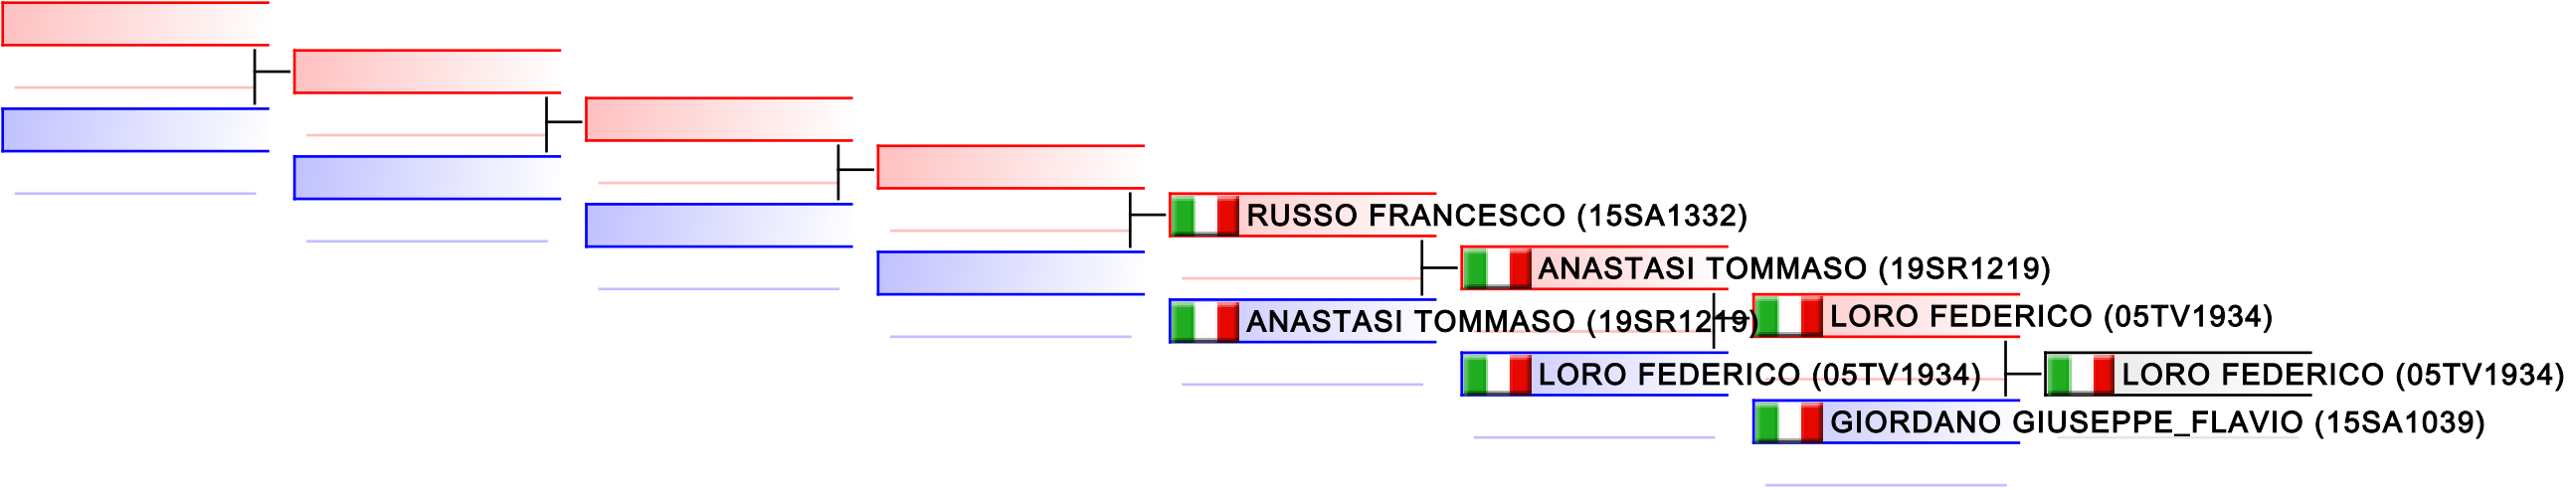 RUSSO FRANCESCO (15SA1332)
ANASTASI TOMMASO (19SR1219)
ANASTASI TOMMASO (19SR1219)
LORO FEDERICO (05TV1934)
LORO FEDERICO (05TV1934)
LORO FEDERICO (05TV1934)
GIORDANO GIUSEPPE_FLAVIO (15SA1039)